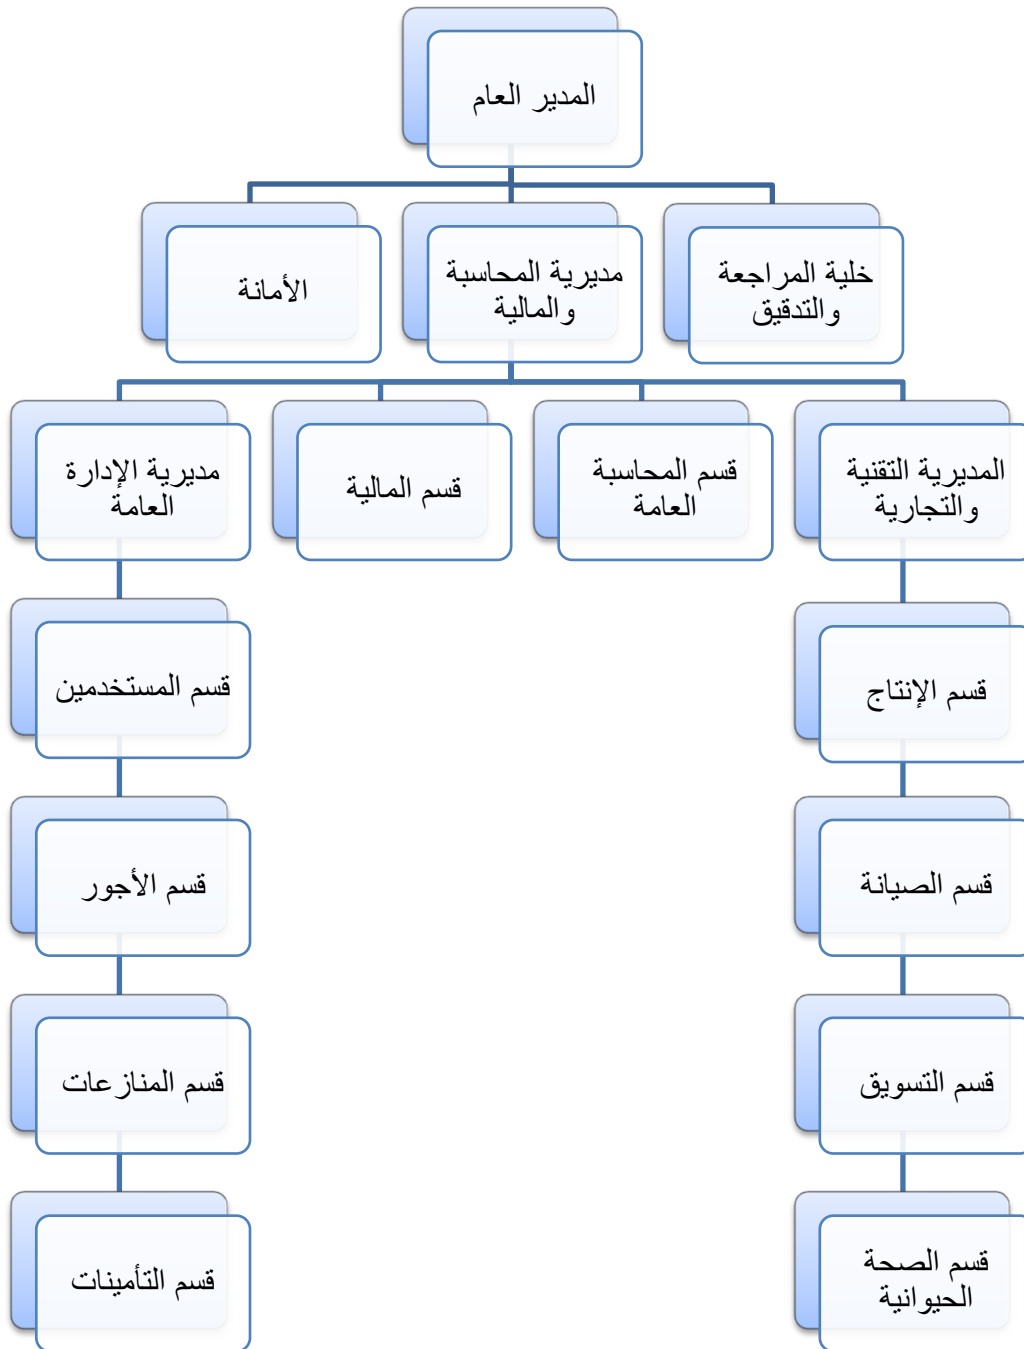 المدير العام
خلية المراجعة
والتدقيق
مديرية المحاسبة
والمالية
الأمانة
المديرية التقنية
والتجارية
قسم المحاسبة
العامة
قسم المالية
مديرية الإدارة
العامة
قسم الإنتاج
قسم المستخدمين
قسم الصيانة
قسم الأجور
قسم التسويق
قسم المنازعات
قسم الصحة
الحيوانية
قسم التأمينات